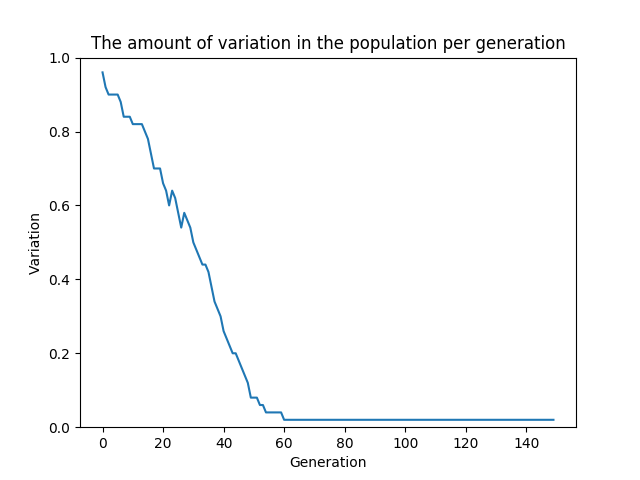 The amount of variation in the population per generation
1.0
0.8
0.6
0.4
0.2
0.0
Variation
0 20 40 60 80 100 120 140
Generation